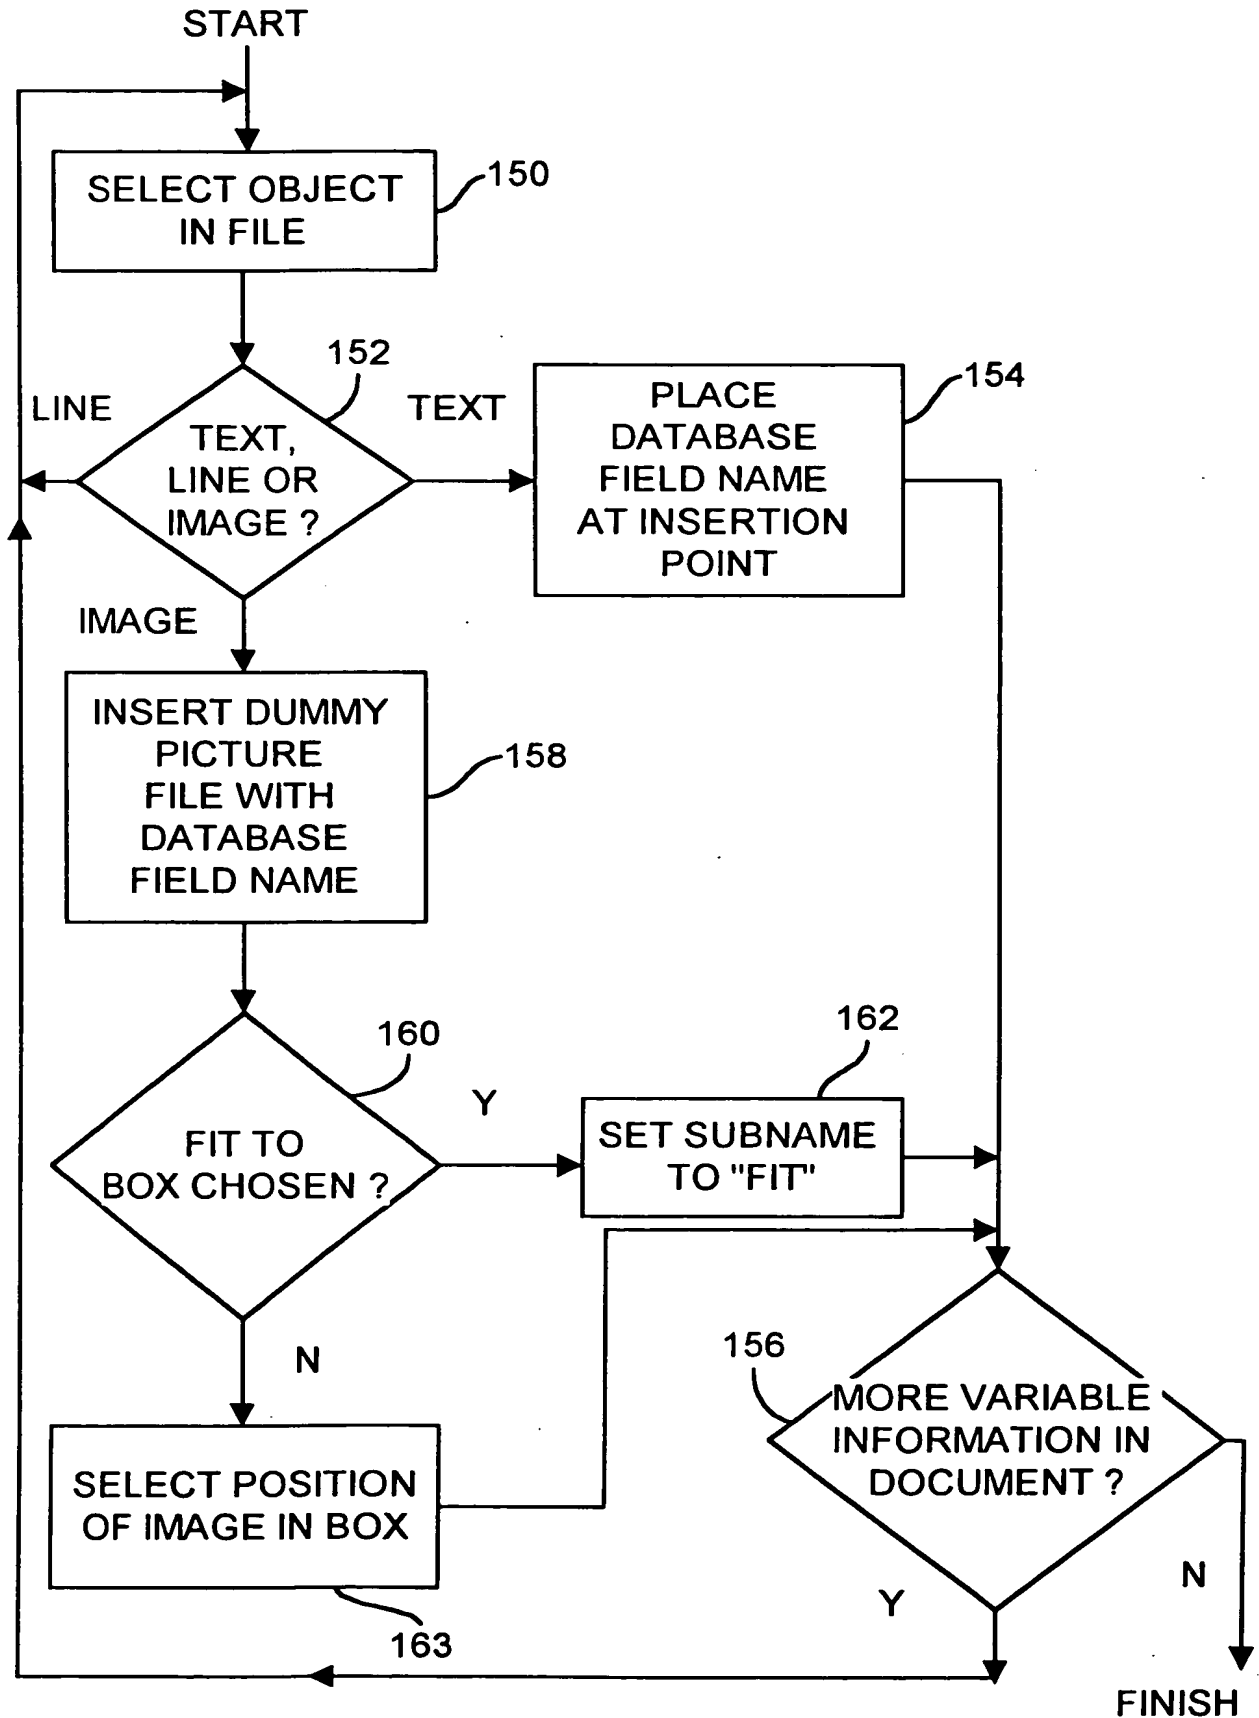 START
SELECT OBJECT
IN FILE
150
152
LINE
TEXT
TEXT,
LINE OR
IMAGE ?
PLACE
DATABASE
FIELD NAME
AT INSERTION
POINT
154
IMAGE
INSERT DUMMY
PICTURE
FILE WITH
DATABASE
FIELD NAME
158
160
FIT TO
BOX CHOSEN ?
Y
162
SET SUBNAME
TO "FIT"
N
SELECT POSITION
OF IMAGE IN BOX
163
156
MORE VARIABLE
INFORMATION IN
DOCUMENT ?
Y
N
FINISH